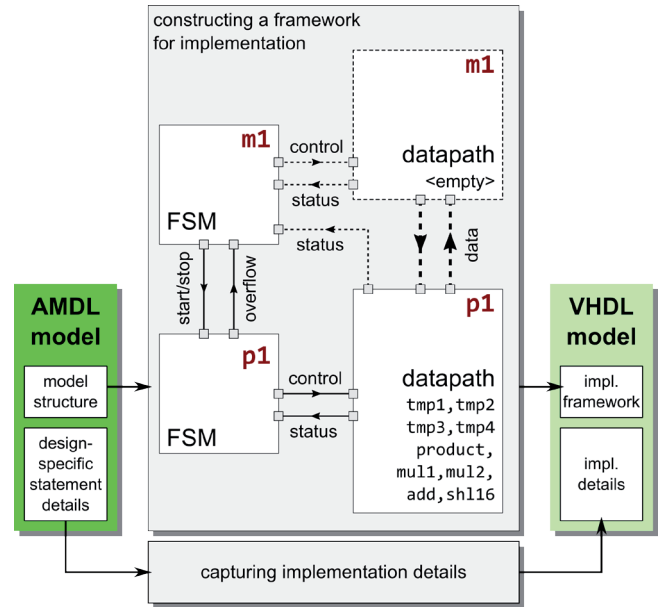 constructing a framework
for implementation
m1
datapath
<empty>
m1
FSM
control
status
status
data
start/stop
overflow
p1
FSM
control
status
p1
datapath
tmp1,tmp2
tmp3,tmp4
product,
mul1,mul2,
add,shl16
AMDL
model
model
structure
design-
specific
statement
details
VHDL
model
impl.
framework
impl.
details
capturing implementation details